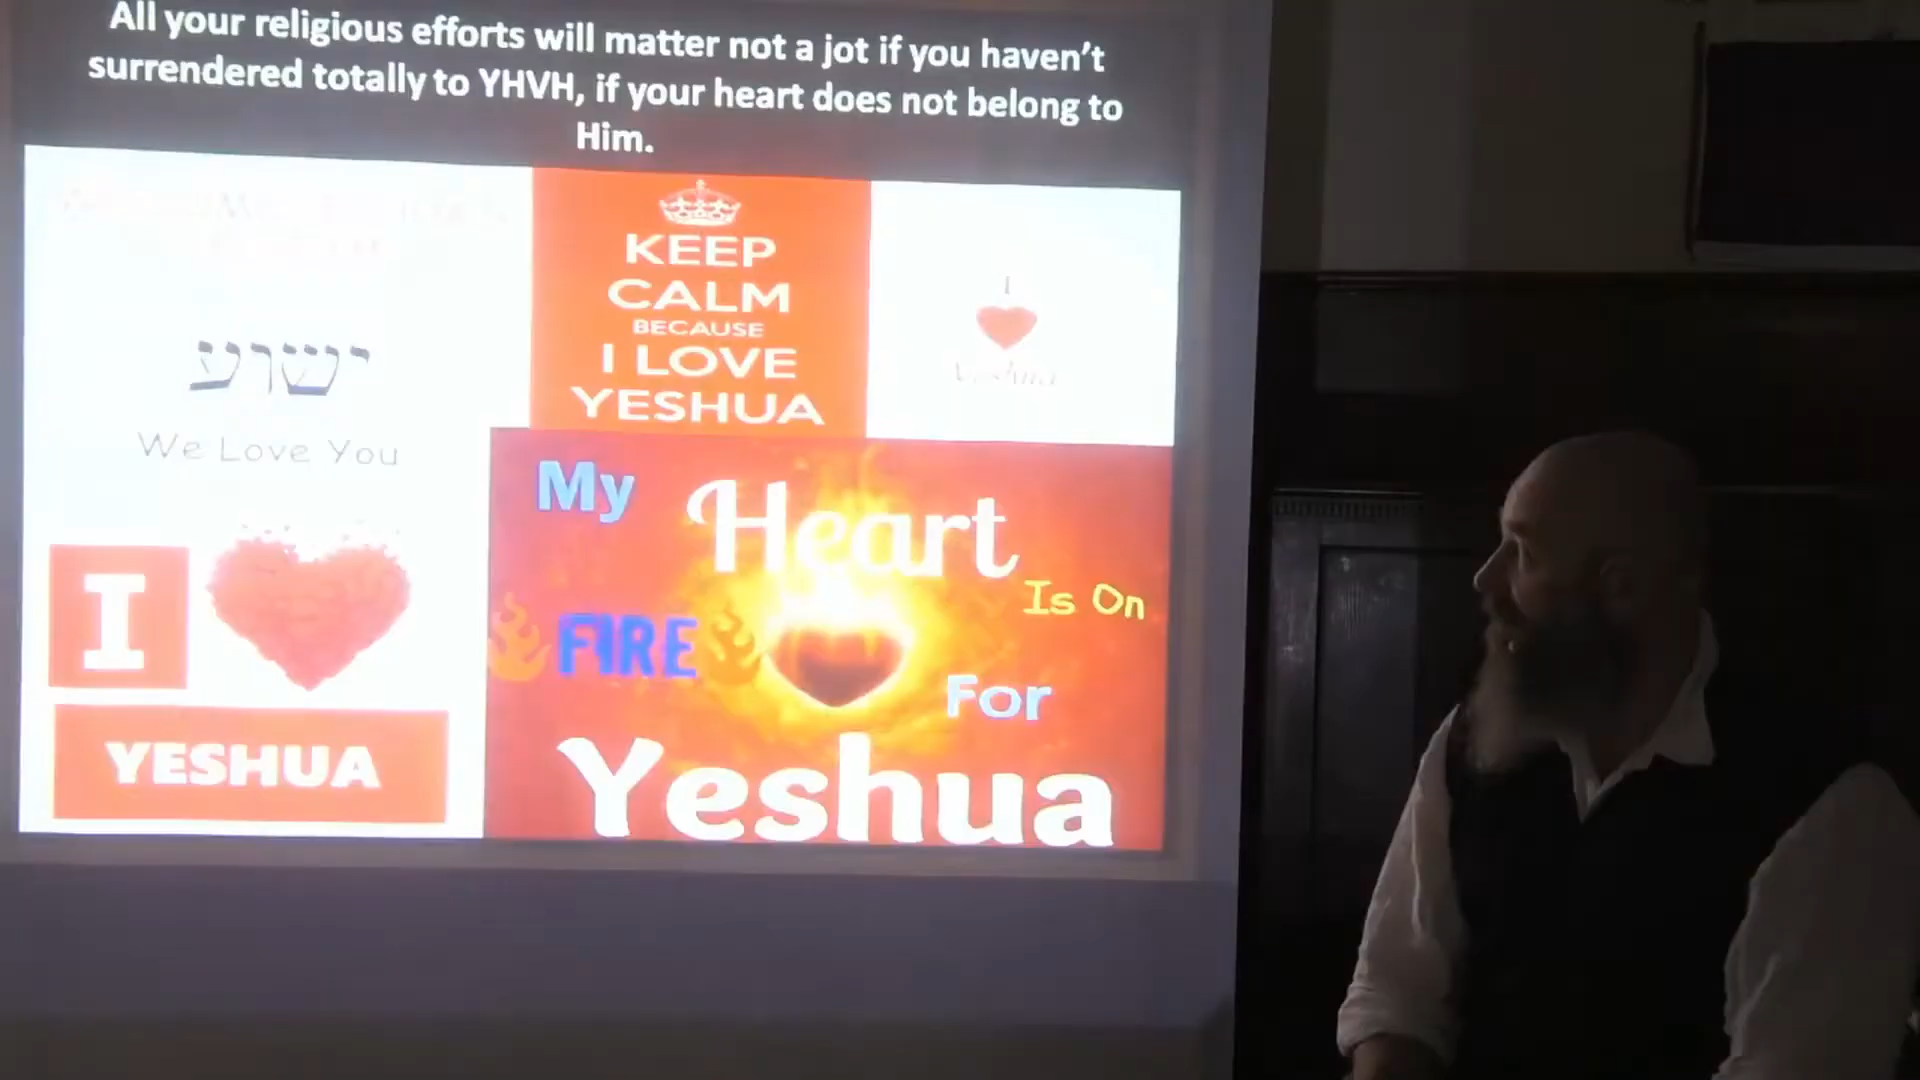 All your religious efforts will matter not a jot if you haven't
surrendered totally to YHVH, if your heart does not belong to
Him.
ישוע
We Love You
I
YESHUA
KEEP
CALM
BECAUSE
I LOVE
YESHUA
I
Yeshua
My Heart
Is On
FIRE
For
Yeshua